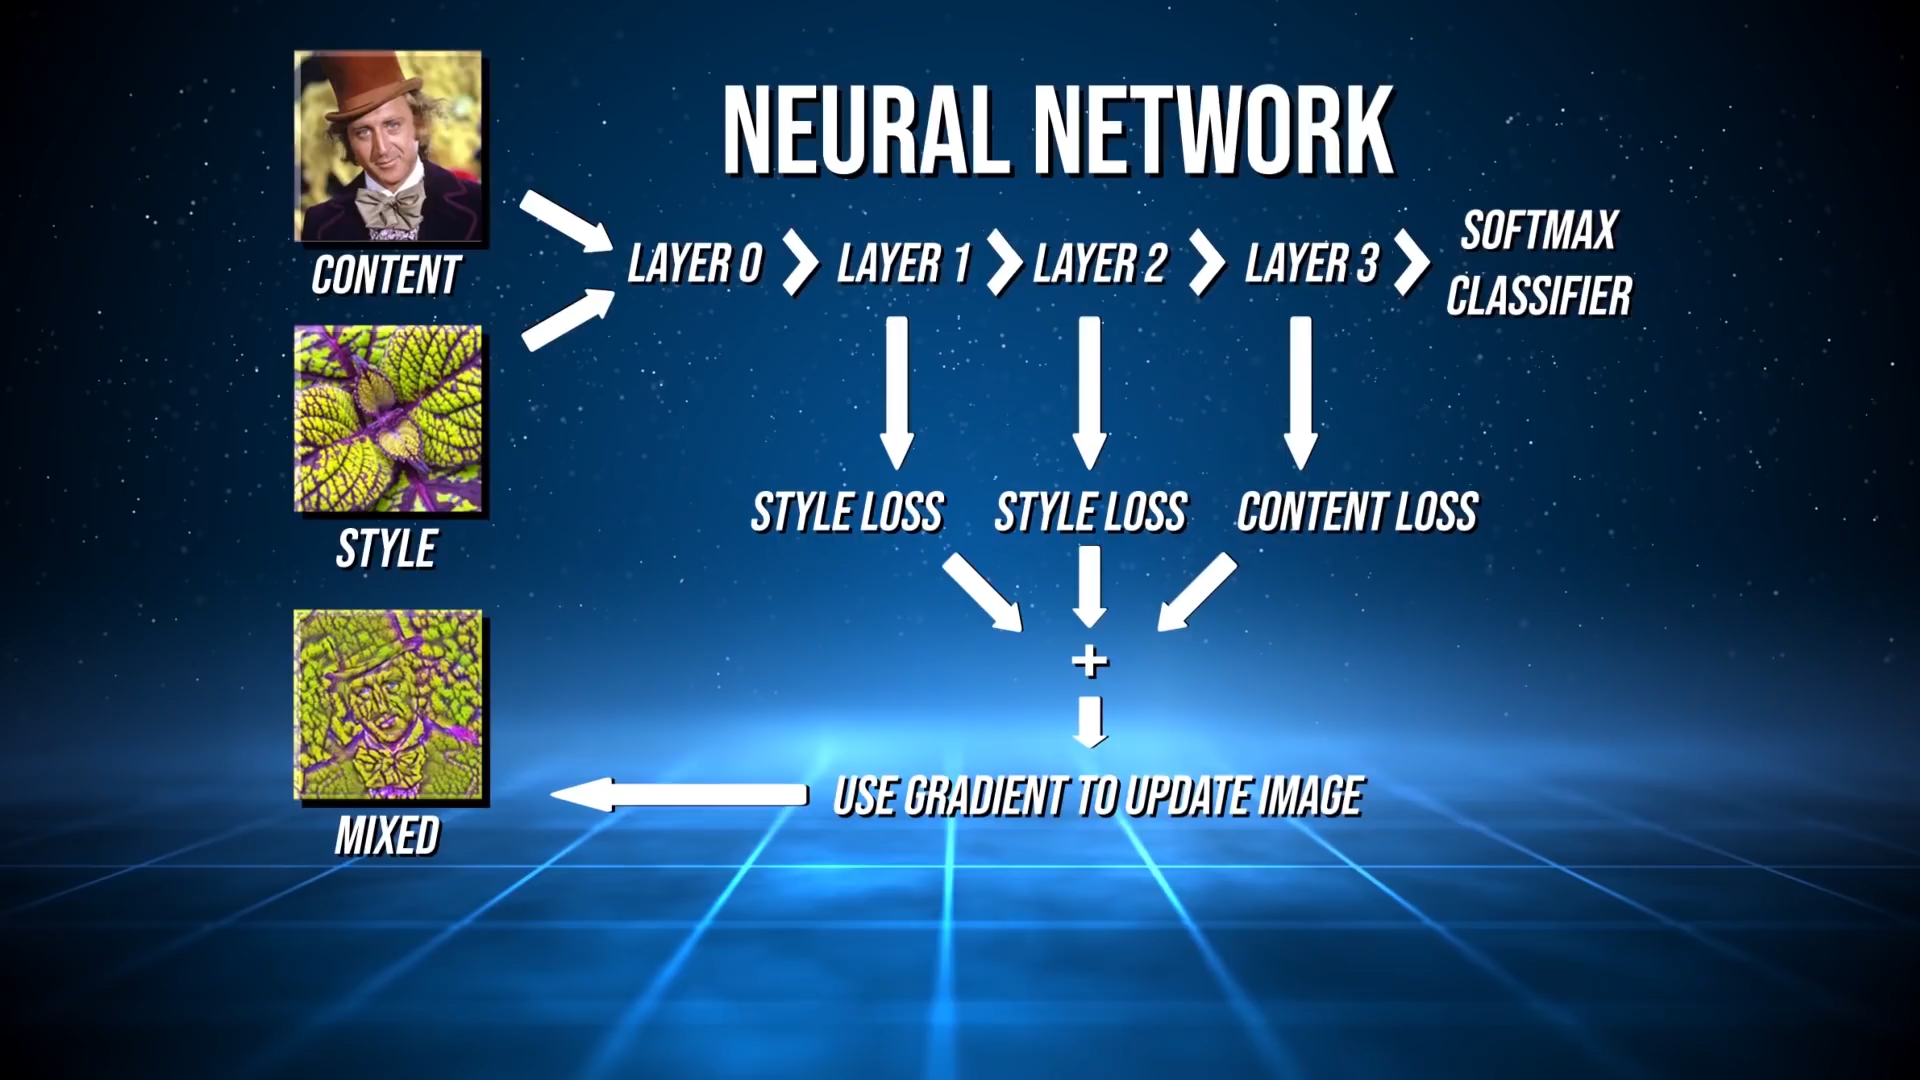 NEURAL NETWORK
CONTENT
LAYER 0
LAYER 1
LAYER 2
LAYER 3
SOFTMAX
CLASSIFIER
STYLE
STYLE LOSS
STYLE LOSS
CONTENT LOSS
+
USE GRADIENT TO UPDATE IMAGE
MIXED